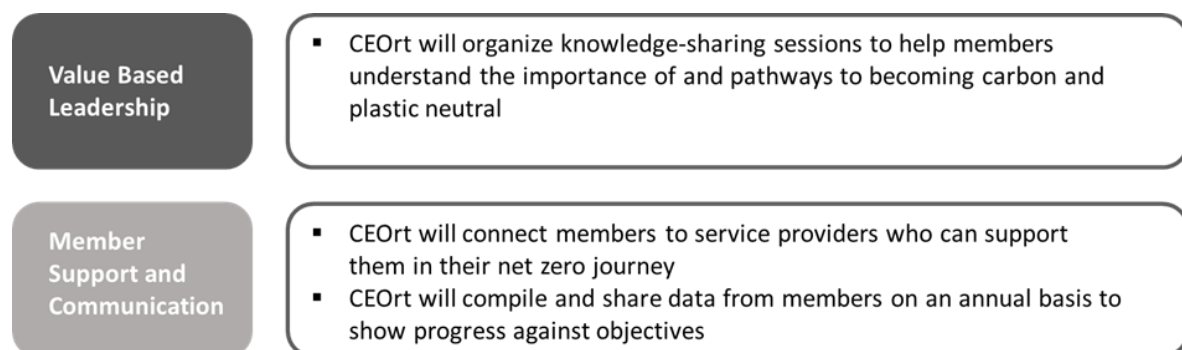 Value Based
Leadership
▪ CEOrt will organize knowledge-sharing sessions to help members
understand the importance of and pathways to becoming carbon and
plastic neutral
Member
Support and
Communication
▪ CEOrt will connect members to service providers who can support
them in their net zero journey
▪ CEOrt will compile and share data from members on an annual basis to
show progress against objectives